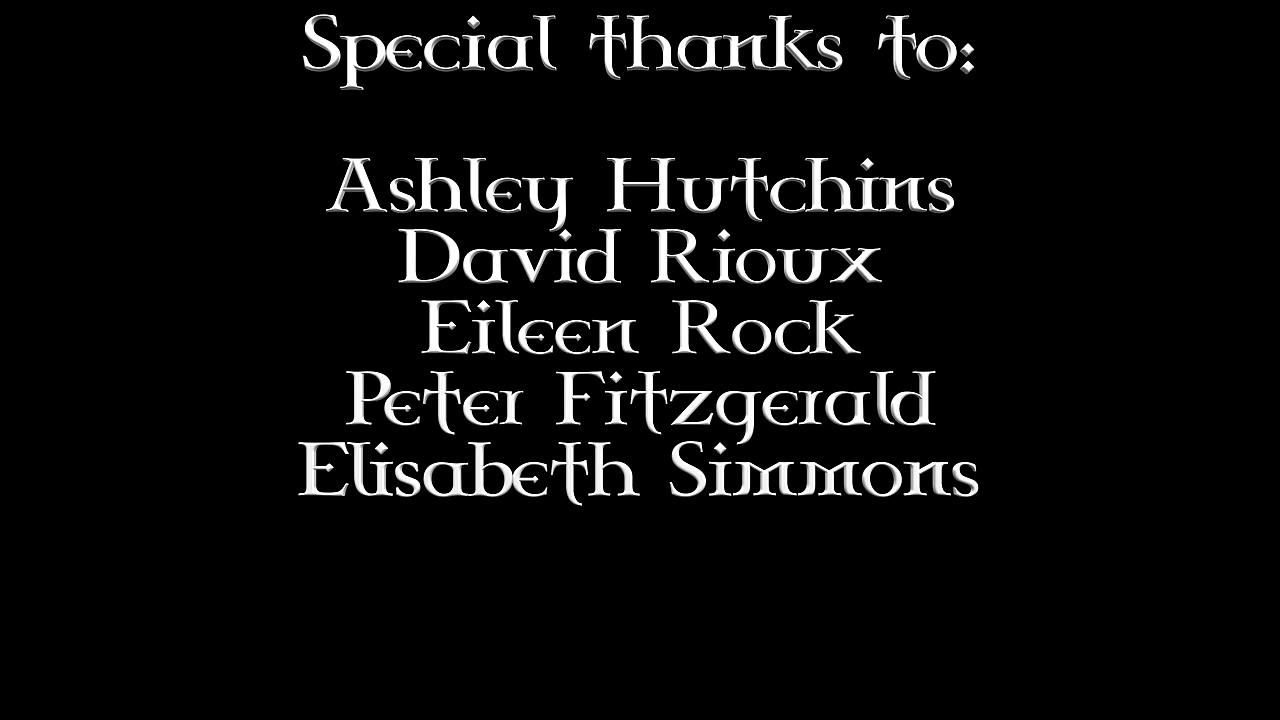 Special thanks to:
Ashley Hutchins
David Rioux
Eileen Rock
Peter Fitzgerald
Elisabeth Simmons